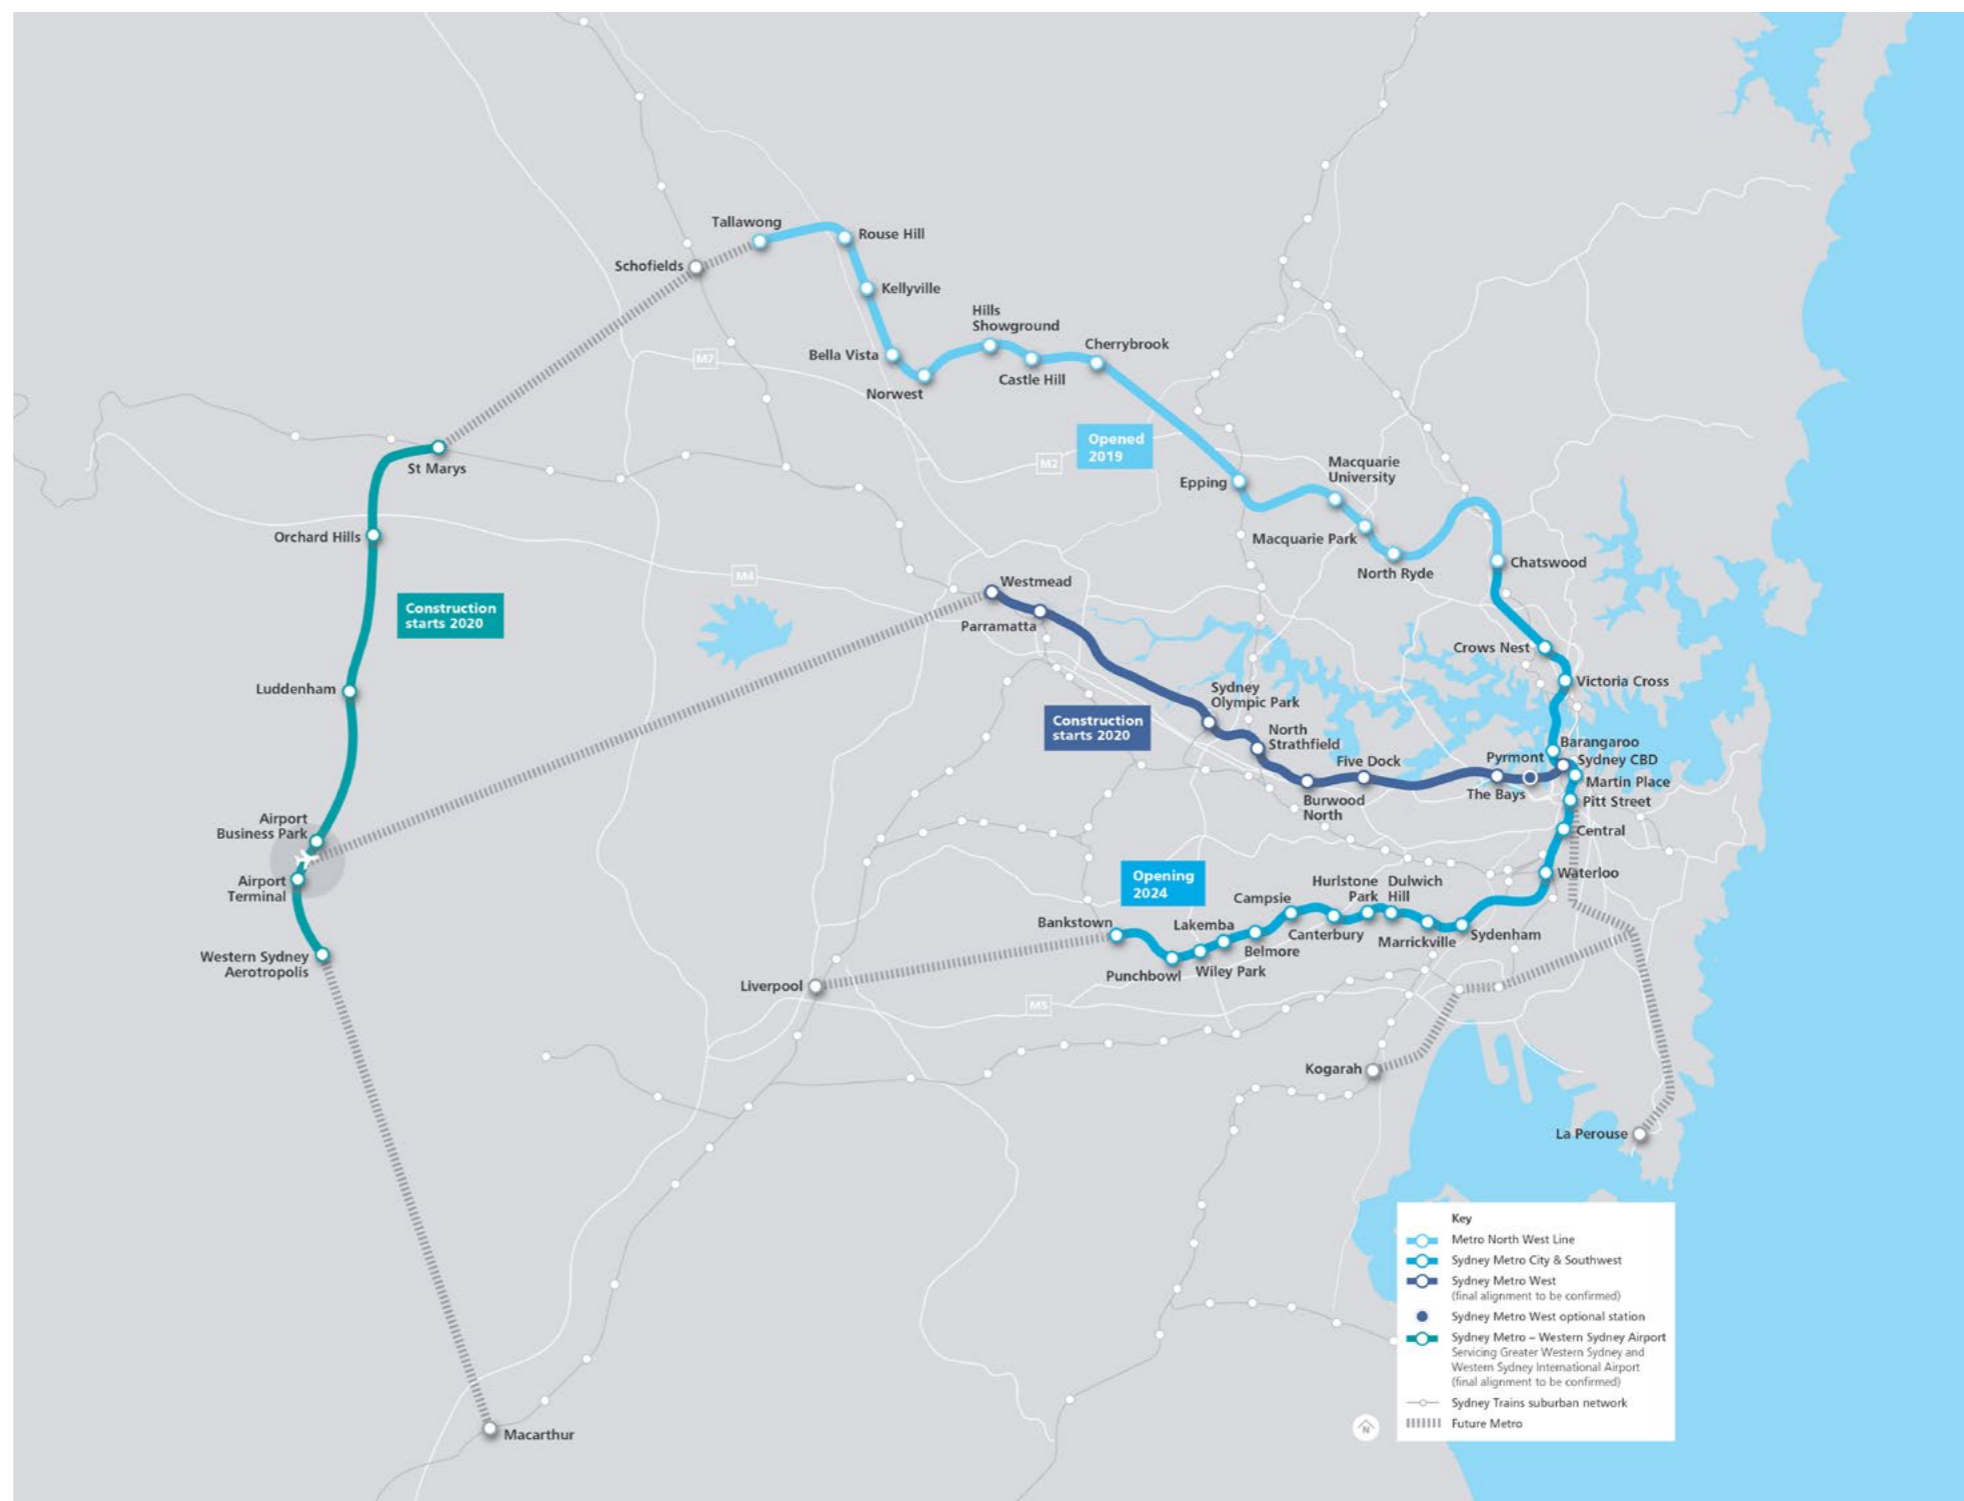 Tallawong
Rouse Hill
Schofields
Kellyville
Hills
Showground
Cherrybrook
Bella Vista
Castle Hill
Norwest
M7
Opened
2019
M2
St Marys
Macquarie
University
Epping
Orchard Hills
Macquarie Park
North Ryde
Chatswood
M4
Westmead
Construction
starts 2020
Parramatta
Crows Nest
Victoria Cross
Luddenham
Sydney
Olympic Park
Construction
starts 2020
North
Strathfield
Barangaroo
Pyrmont
Sydney CBD
Five Dock
Martin Place
The Bays
Pitt Street
Burwood
North
Airport
Business Park
Central
Airport
Terminal
Opening
2024
Waterloo
Hurlstone
Park
Dulwich
Hill
Campsie
Bankstown
Lakemba
Canterbury
Marrickville
Sydenham
Belmore
Punchbowl
Wiley Park
Western Sydney
Aerotropolis
Liverpool
M5
Kogarah
La Perouse
Macarthur
Key
Metro North West Line
Sydney Metro City & Southwest
Sydney Metro West
(final alignment to be confirmed)
Sydney Metro West optional station
Sydney Metro – Western Sydney Airport
Servicing Greater Western Sydney and
Western Sydney International Airport
(final alignment to be confirmed)
Sydney Trains suburban network
Future Metro
N